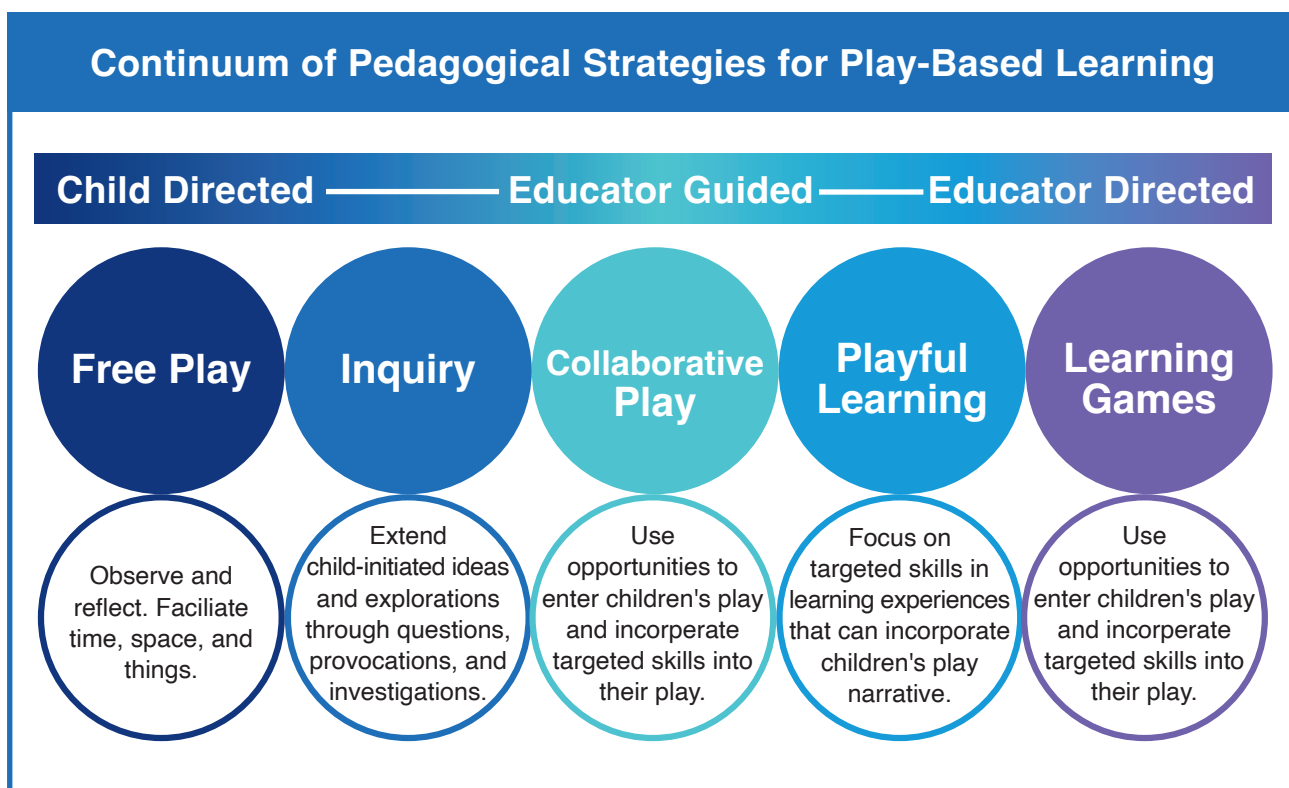 Continuum of Pedagogical Strategies for Play-Based Learning
Child Directed
Educator Guided
Educator Directed
Free Play
Inquiry
Collaborative
Play
Playful
Learning
Learning
Games
Observe and
reflect. Faciliate
time, space, and
things.
Extend
child-initiated ideas
and explorations
through questions,
provocations, and
investigations.
Use
opportunities to
enter children's play
and incorperate
targeted skills into
their play.
Focus on
targeted skills in
learning experiences
that can incorporate
children's play
narrative.
Use
opportunities to
enter children's play
and incorperate
targeted skills into
their play.